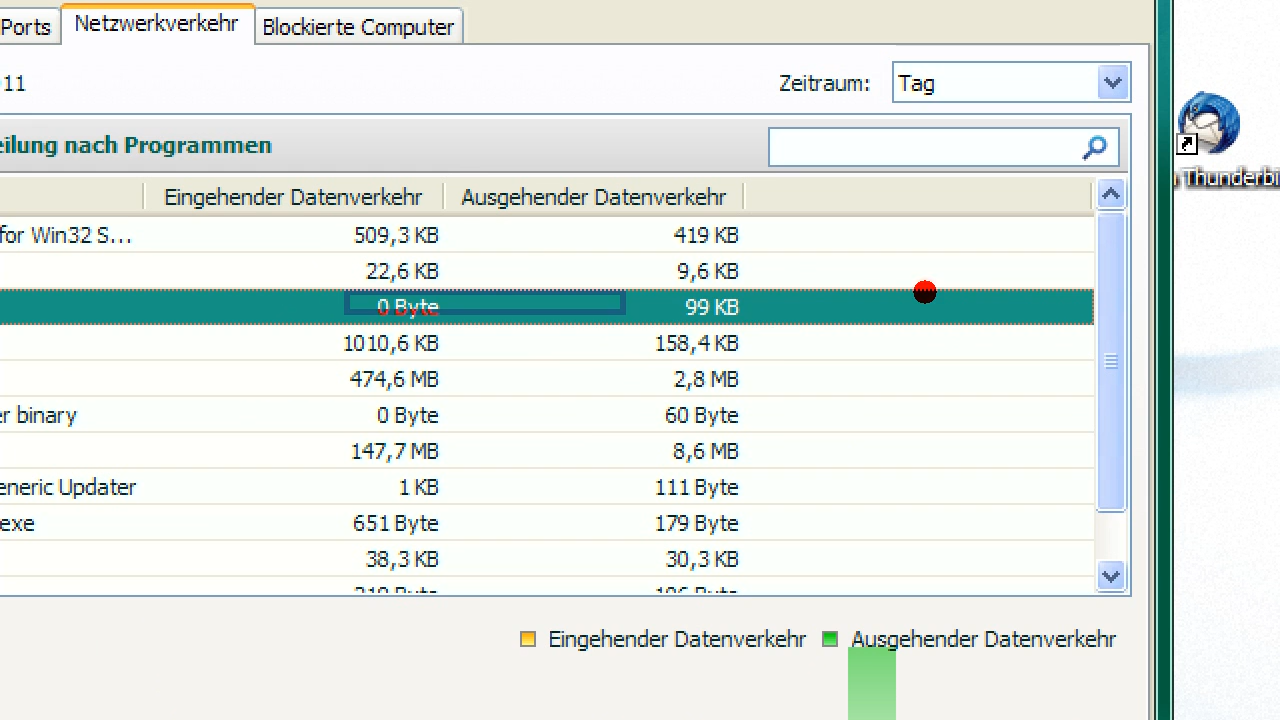 Ports Netzwerkverkehr Blockierte Computer
11 Zeitraum: Tag
eilung nach Programmen
Eingehender Datenverkehr Ausgehender Datenverkehr
for Win32 S... 509,3 KB 419 KB
22,6 KB 9,6 KB
0 Byte 99 KB
1010,6 KB 158,4 KB
474,6 MB 2,8 MB
er binary 0 Byte 60 Byte
147,7 MB 8,6 MB
eneric Updater 1 KB 111 Byte
exe 651 Byte 179 Byte
38,3 KB 30,3 KB
Eingehender Datenverkehr Ausgehender Datenverkehr
Thunderbi